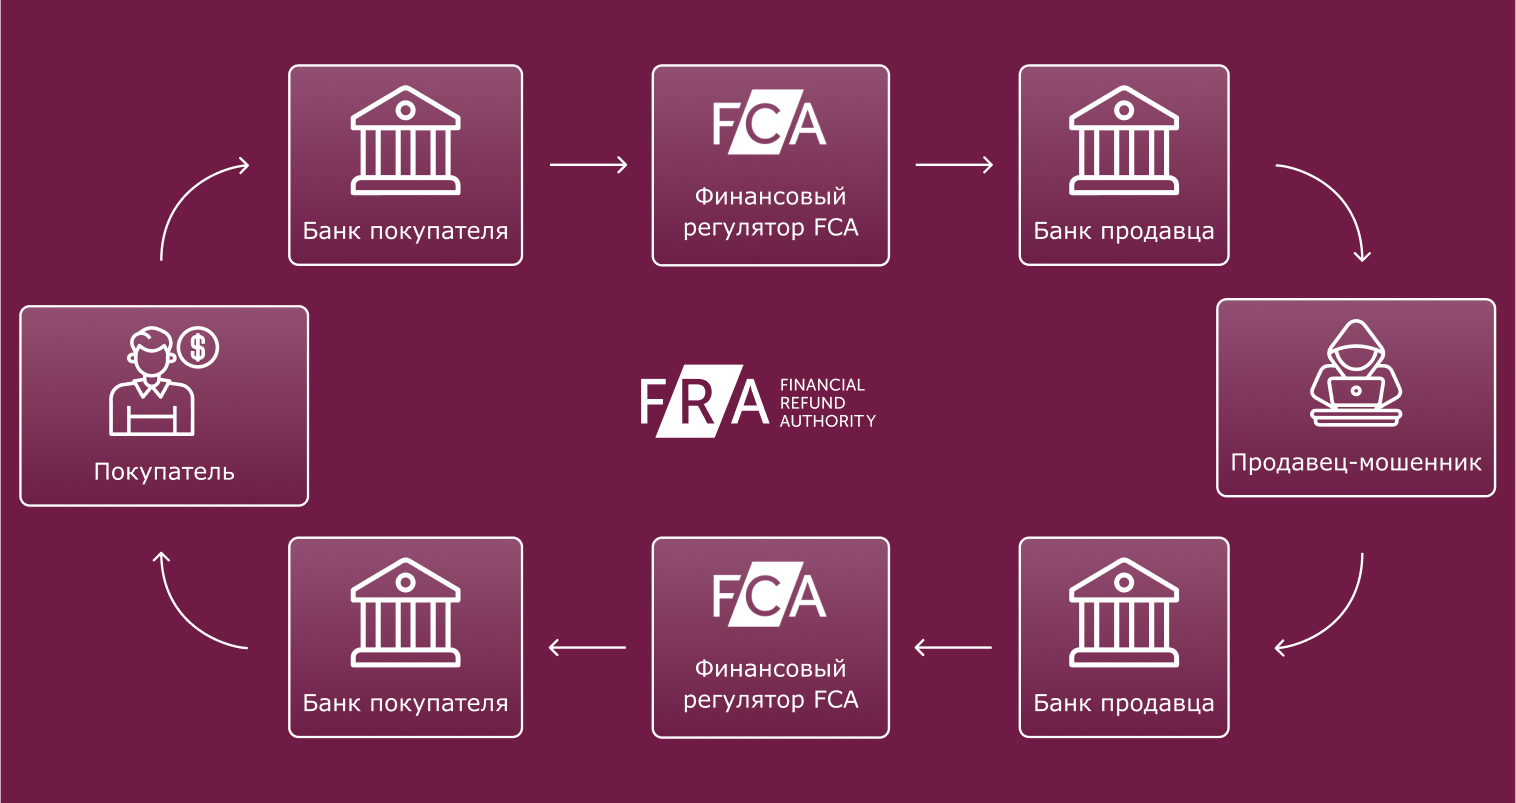 FCA
Финансовый
регулятор FCA
Банк покупателя
Банк продавца
$
Покупатель
FRA
FINANCIAL
REFUND
AUTHORITY
Продавец-мошенник
FCA
Финансовый
регулятор FCA
Банк покупателя
Банк продавца